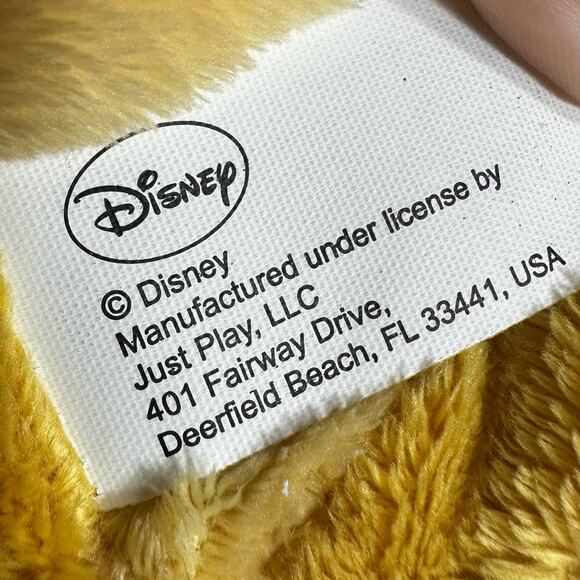 Disney
© Disney
Manufactured under license by
Just Play, LLC
401 Fairway Drive,
Deerfield Beach, FL 33441, USA